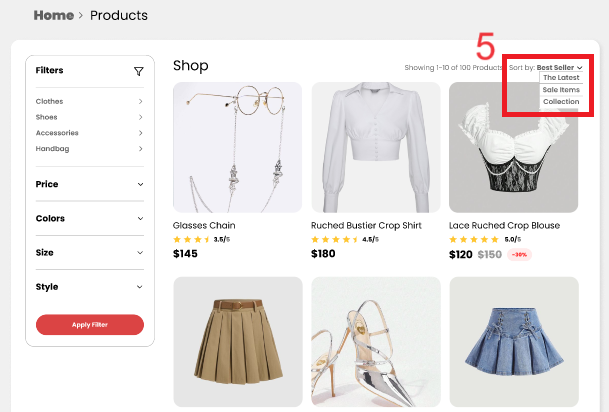 Home > Products
5
Shop
Showing 1-10 of 100 Products
Sort by: Best Seller
The Latest
Sale Items
Collection
Filters
Clothes
Shoes
Accessories
Handbag
Price
Colors
Size
Style
Apply Filter
Glasses Chain
3.5/5
$145
Ruched Bustier Crop Shirt
4.5/5
$180
Lace Ruched Crop Blouse
5.0/5
$120 $150 -30%